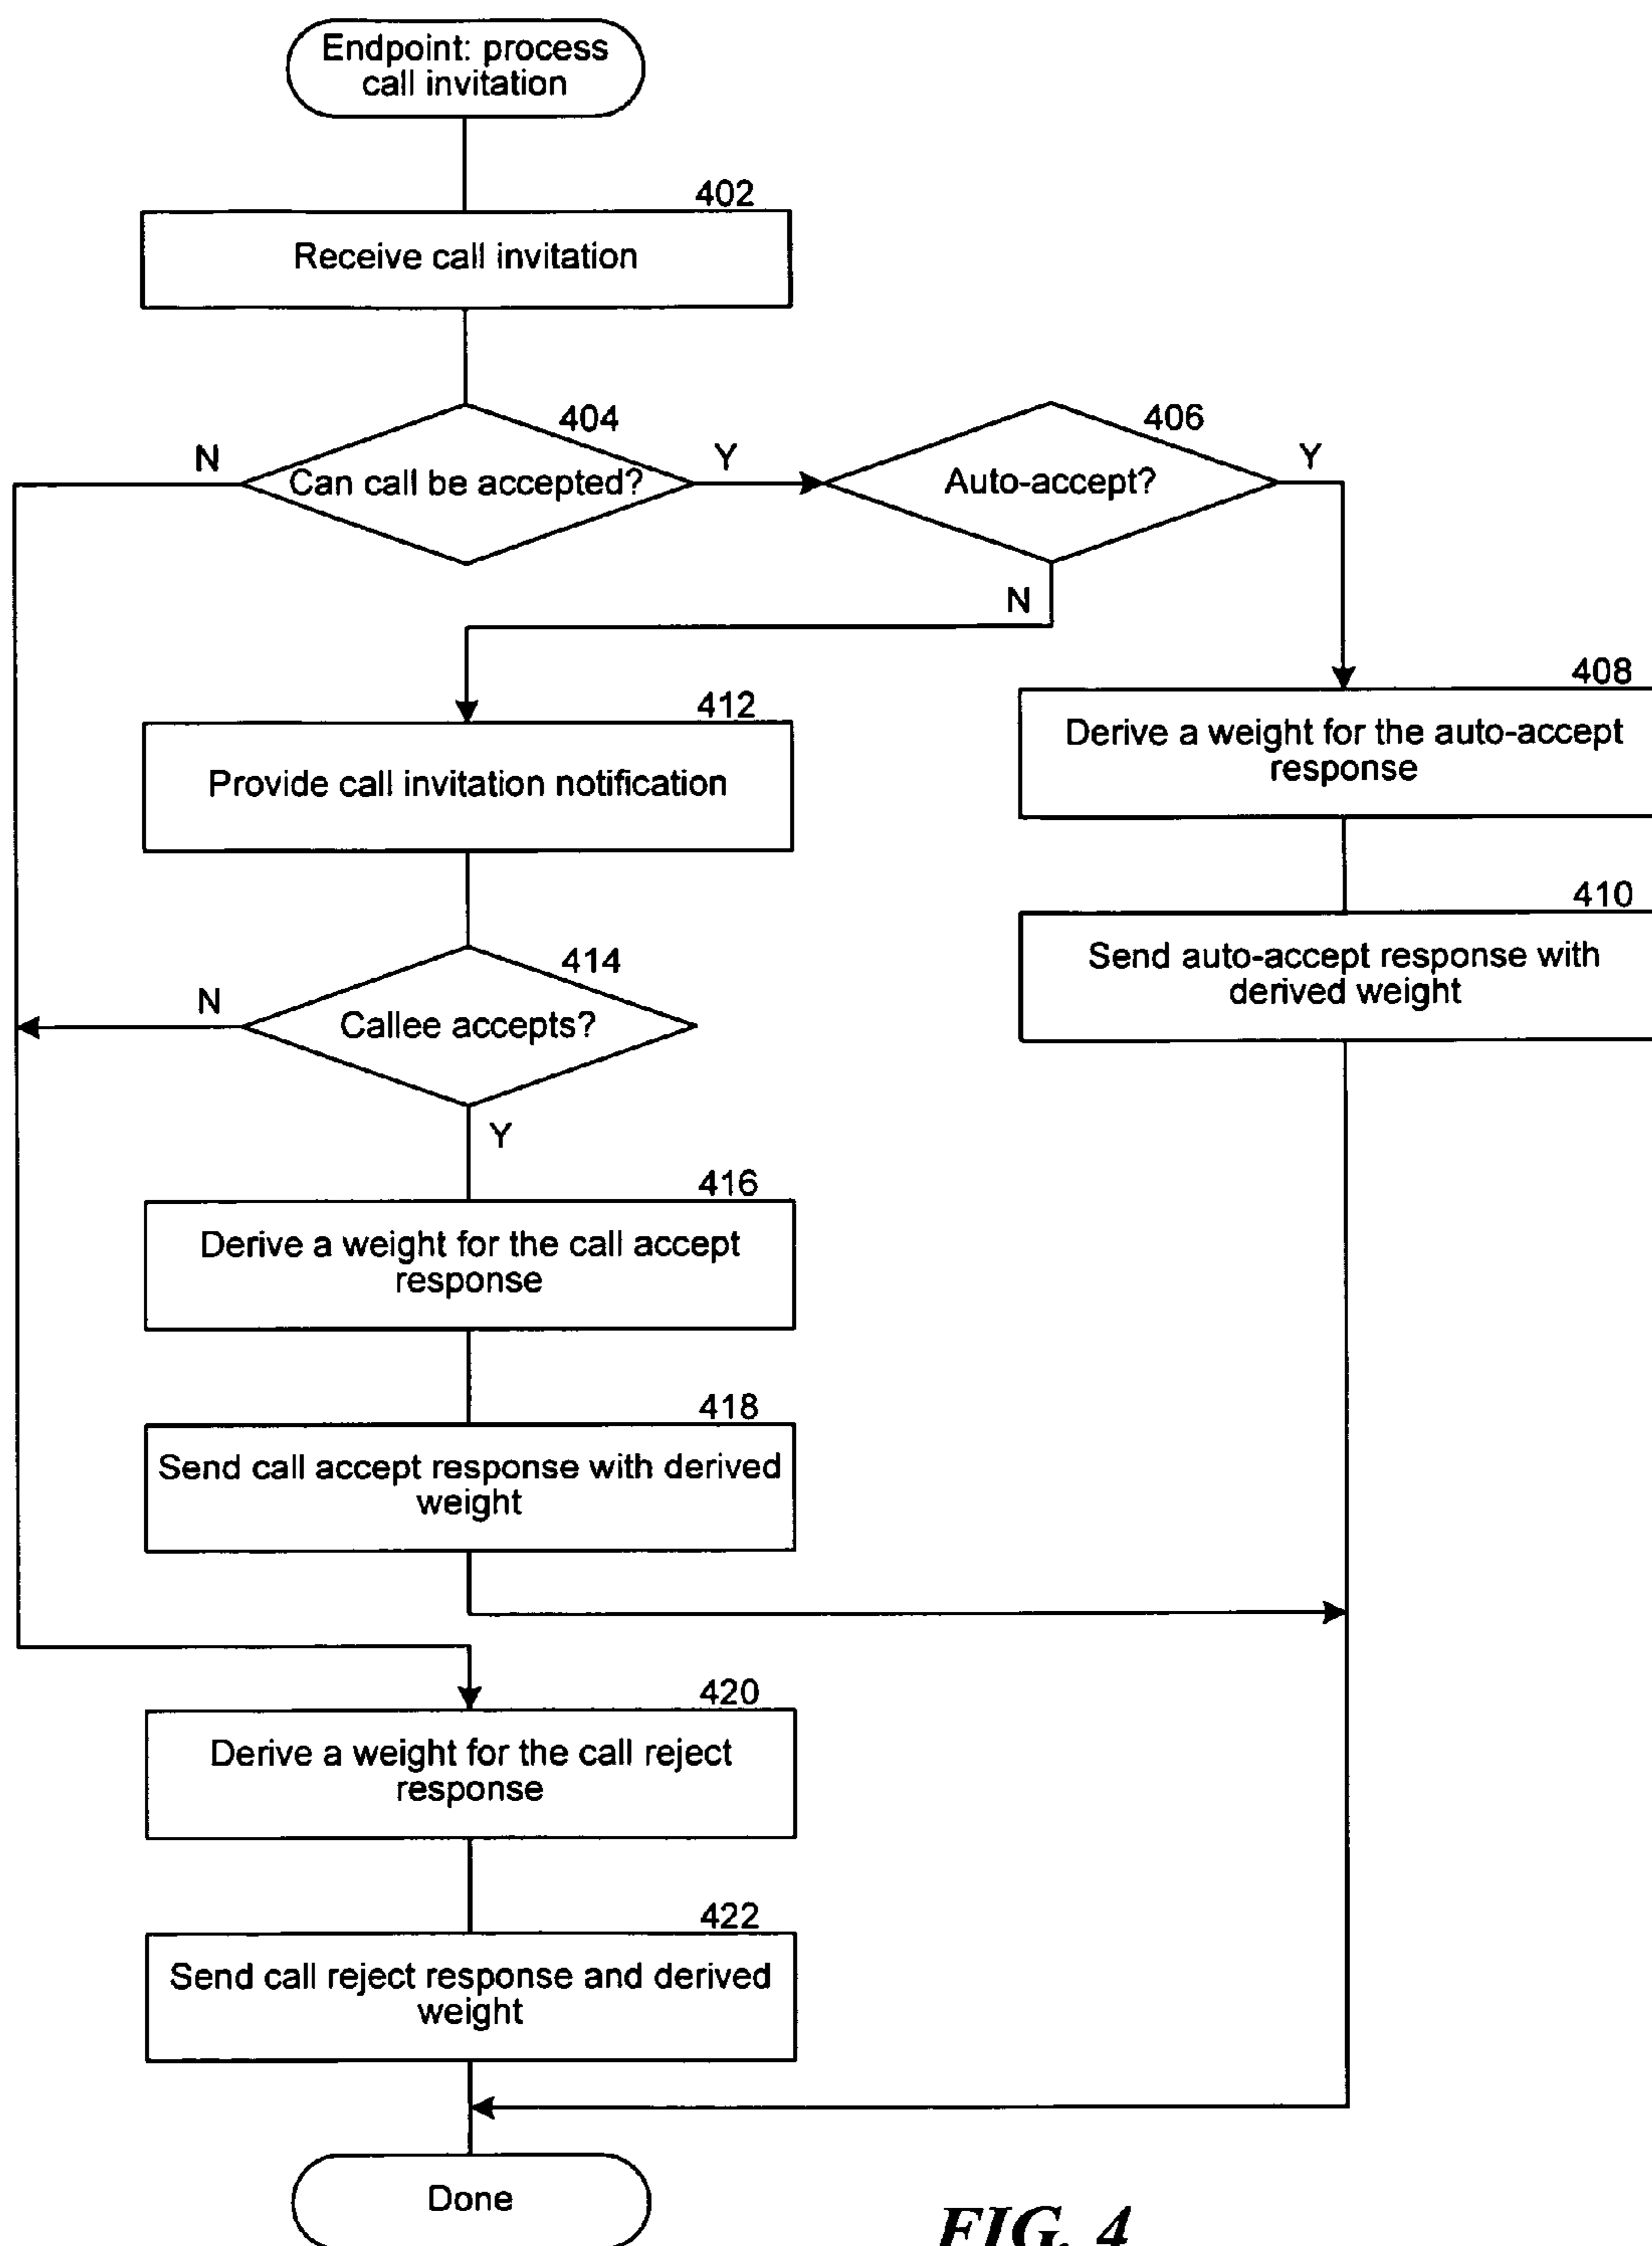 Endpoint: process
call invitation
402
Receive call invitation
404
N
Can call be accepted?
Y
406
Auto-accept?
Y
N
408
Derive a weight for the auto-accept
response
412
Provide call invitation notification
410
Send auto-accept response with
derived weight
414
N
Callee accepts?
Y
416
Derive a weight for the call accept
response
418
Send call accept response with derived
weight
420
Derive a weight for the call reject
response
422
Send call reject response and derived
weight
Done
FIG. 4